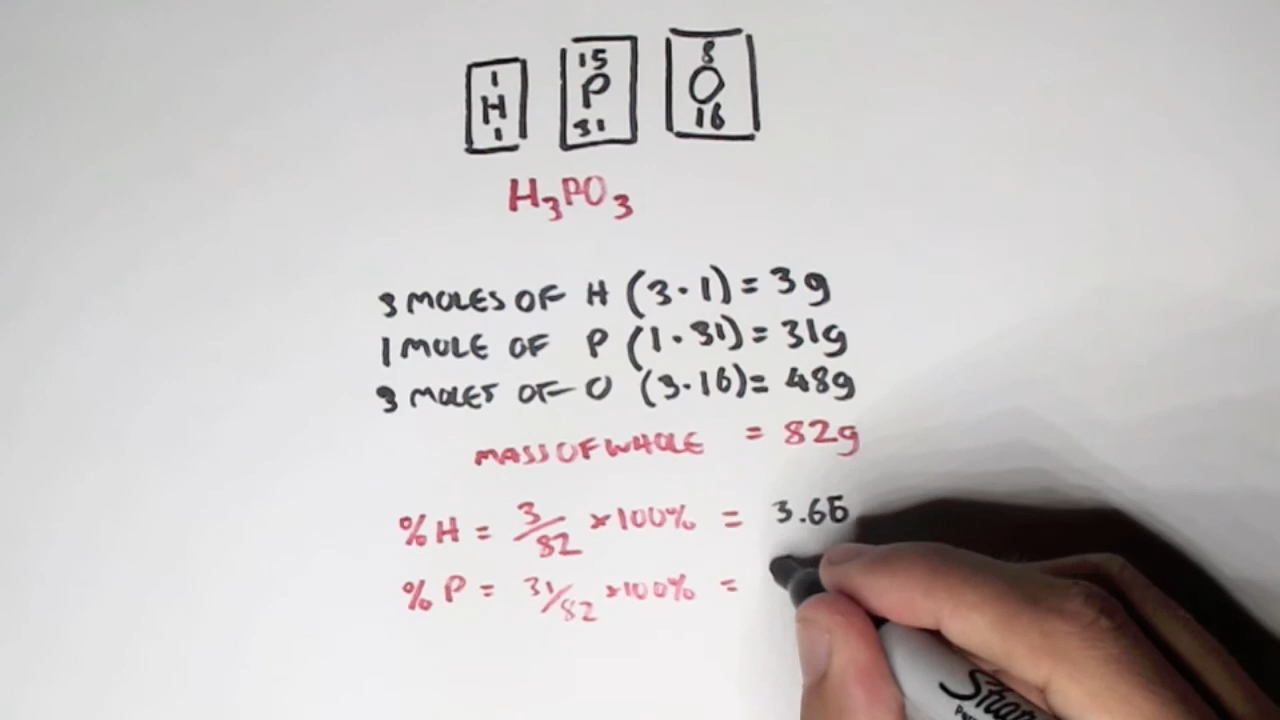 1 15 8
H P O
1 31 16
H₃PO₃
3 MOLES OF H (3·1) = 3g
1 MOLE OF P (1·31) = 31g
3 MOLES OF O (3·16) = 48g
MASS OF WHOLE = 82g
% H = 3/82 × 100% = 3.66
% P = 31/82 × 100% =